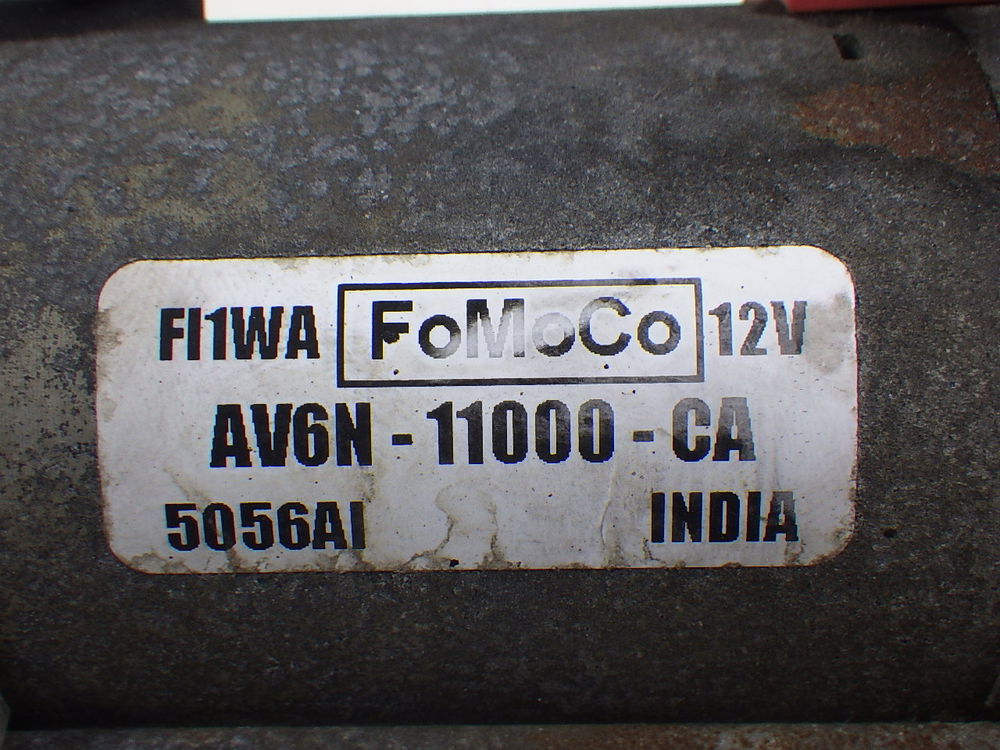 FI1WA FoMoCo 12V
AV6N - 11000 - CA
5056AI INDIA